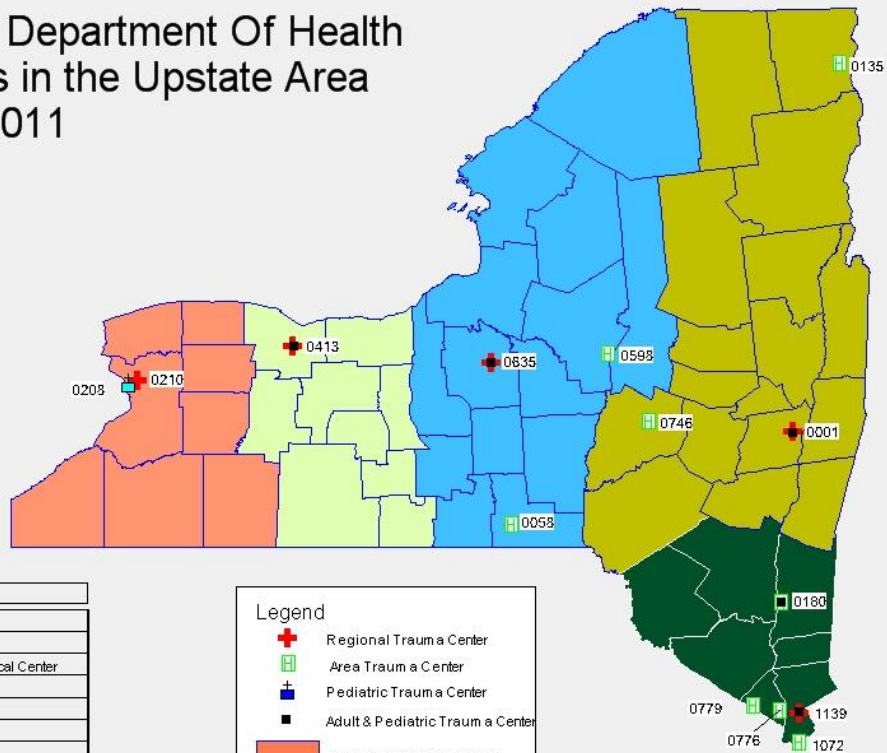 Department Of Health
s in the Upstate Area
011
0135
0413
0635
0598
0208
0210
0746
0001
0058
0180
0779
1139
0776
1072
cal Center
Legend
Regional Trauma Center
Area Trauma Center
Pediatric Trauma Center
Adult & Pediatric Trauma Center